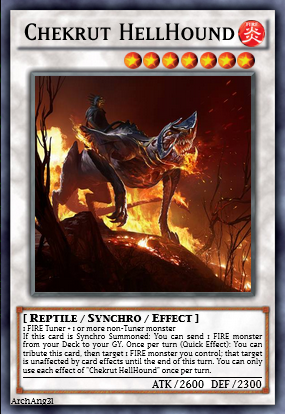 Chekrut HellHound
FIRE
炎
[ Reptile / Synchro / Effect ]
1 FIRE Tuner + 1 or more non-Tuner monster
If this card is Synchro Summoned: You can send 1 FIRE monster
from your Deck to your GY. Once per turn (Quick Effect): You can
tribute this card, then target 1 FIRE monster you control; that target
is unaffected by card effects until the end of this turn. You can only
use each effect of "Chekrut HellHound" once per turn.
ATK / 2600 DEF / 2300
ArchAng3l